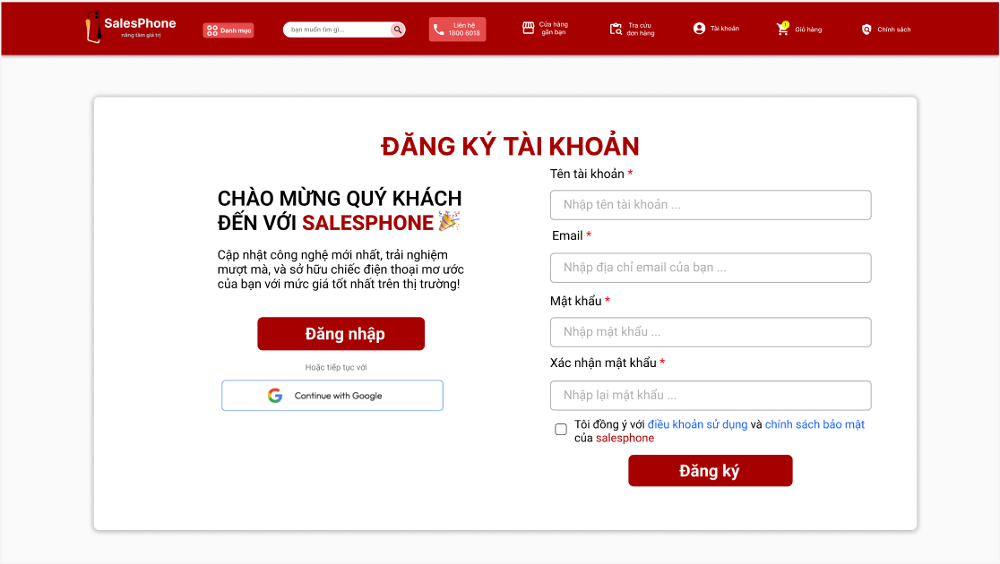 SalesPhone
nâng tầm giá trị
Danh mục
bạn muốn tìm gì...
Liên hệ
1800 6018
Cửa hàng
gần bạn
Tra cứu
đơn hàng
Tài khoản
1
Giỏ hàng
Chính sách
ĐĂNG KÝ TÀI KHOẢN
CHÀO MỪNG QUÝ KHÁCH
ĐẾN VỚI SALESPHONE 🎉
Cập nhật công nghệ mới nhất, trải nghiệm
mượt mà, và sở hữu chiếc điện thoại mơ ước
của bạn với mức giá tốt nhất trên thị trường!
Đăng nhập
Hoặc tiếp tục với
Continue with Google
Tên tài khoản *
Nhập tên tài khoản ...
Email *
Nhập địa chỉ email của bạn ...
Mật khẩu *
Nhập mật khẩu ...
Xác nhận mật khẩu *
Nhập lại mật khẩu ...
Tôi đồng ý với điều khoản sử dụng và chính sách bảo mật
của salesphone
Đăng ký